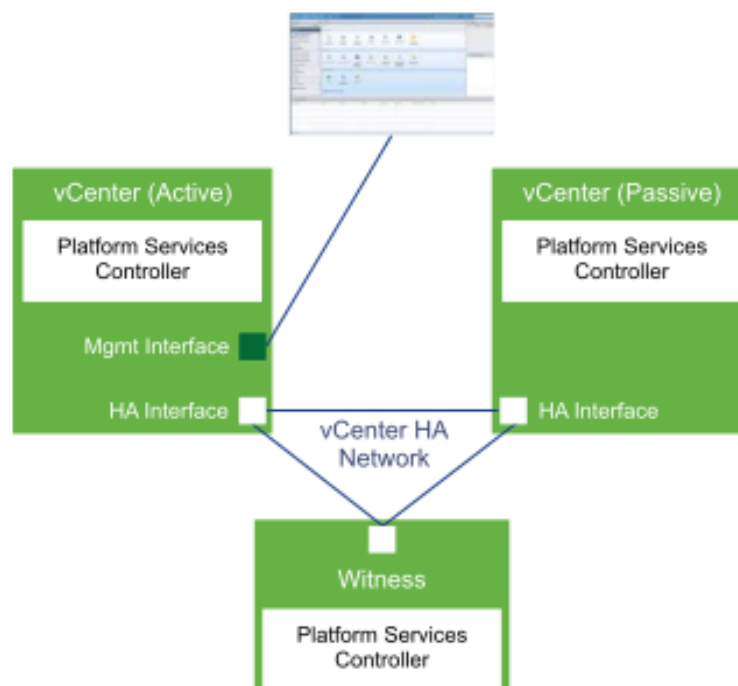 vCenter (Active)
Platform Services
Controller
Mgmt Interface
HA Interface
vCenter (Passive)
Platform Services
Controller
HA Interface
vCenter HA
Network
Witness
Platform Services
Controller